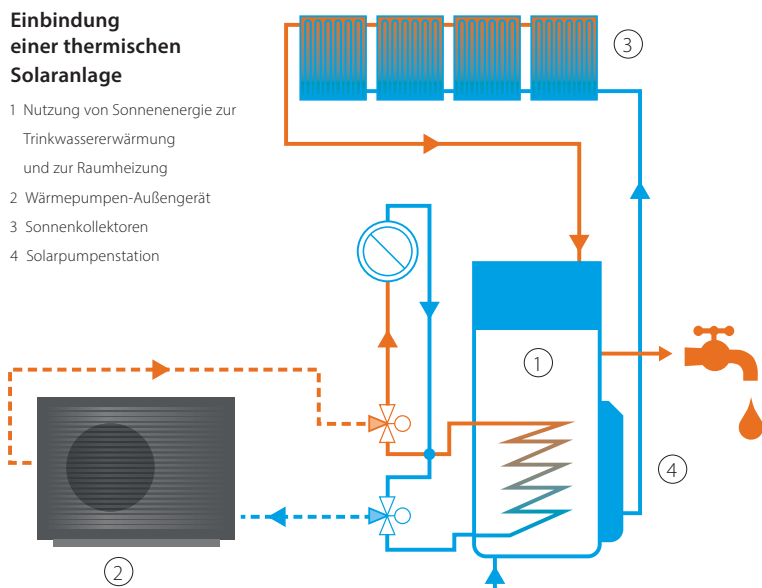 Einbindung
einer thermischen
Solaranlage
1 Nutzung von Sonnenenergie zur
Trinkwassererwärmung
und zur Raumheizung
2 Wärmepumpen-Außengerät
3 Sonnenkollektoren
4 Solarpumpenstation
3
1
4
2